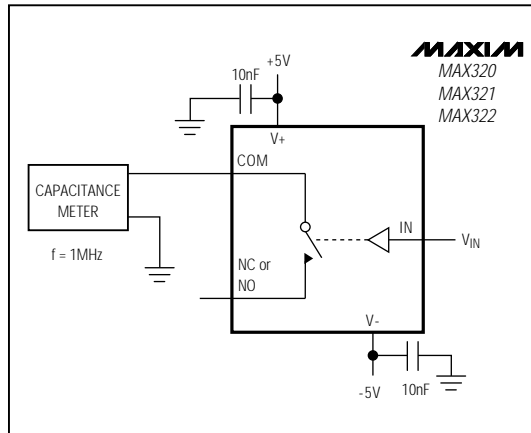 MAXIM
MAX320
MAX321
MAX322
+5V
10nF
V+
COM
CAPACITANCE
METER
f = 1MHz
NC or
NO
IN
VIN
V-
-5V
10nF